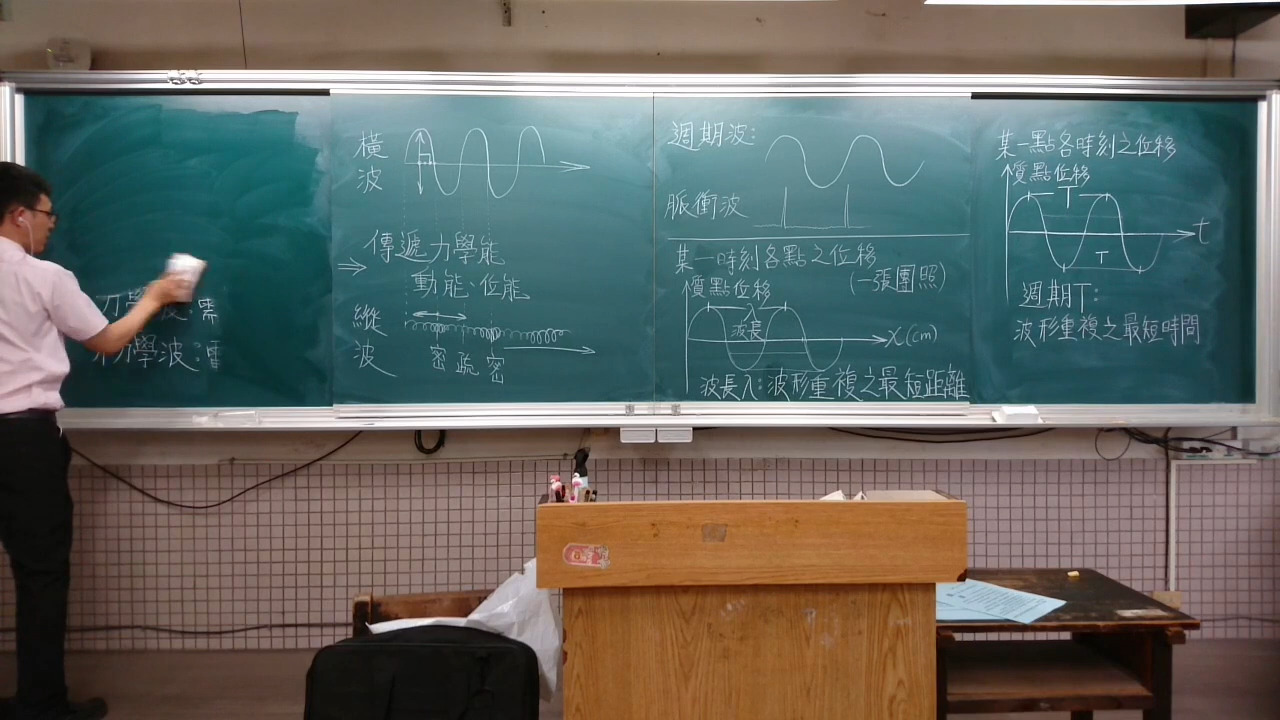 力學波:需
力學波:電
橫
波
⇒ 傳遞力學能
動能、位能
縱
波
密 疏 密
週期波:
脈衝波
某一時刻各點之位移
(一張團照)
質點位移
λ
波長
X(cm)
波長λ:波形重複之最短距離
某一點各時刻之位移
質點位移
T
t
T
週期T:
波形重複之最短時間